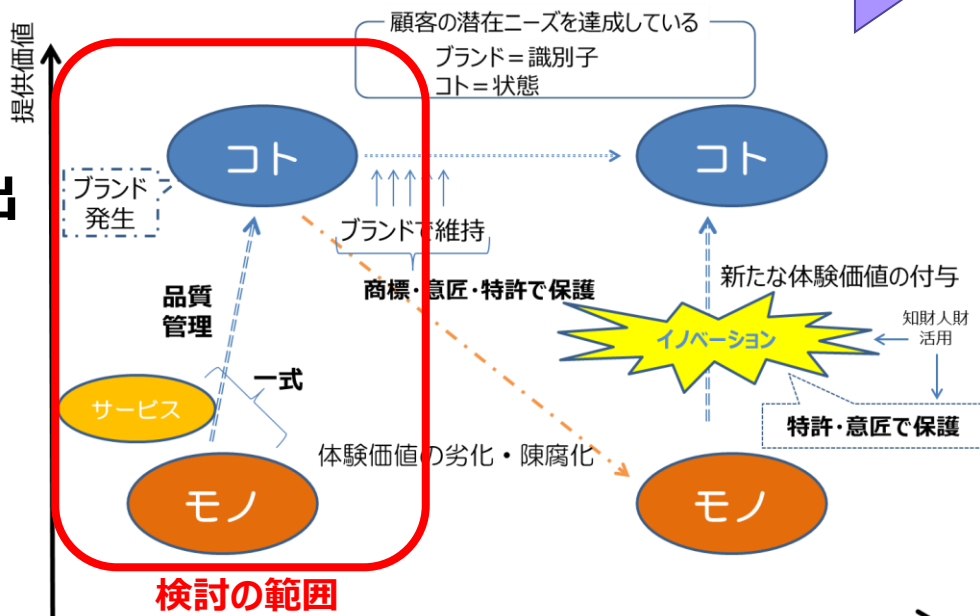 顧客の潜在ニーズを達成している
ブランド＝識別子
コト＝状態
提供価値
コト
コト
ブランド
発生
ブランドで維持
品質
管理
商標・意匠・特許で保護
新たな体験価値の付与
イノベーション
知財人財
活用
一式
サービス
特許・意匠で保護
体験価値の劣化・陳腐化
モノ
モノ
検討の範囲